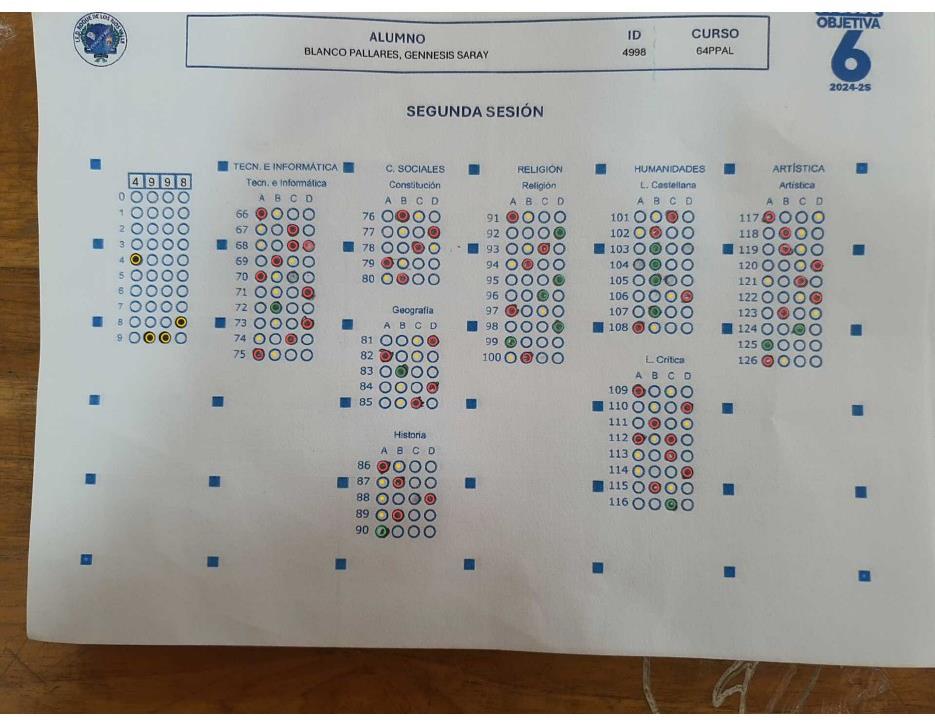 OBJETIVA
6
2024-2S
ALUMNO
BLANCO PALLARES, GENNESIS SARAY
ID
4998
CURSO
64PPAL
SEGUNDA SESIÓN
4 9 9 8
0
1
2
3
4
5
6
7
8
9
TECN. E INFORMÁTICA
Tecn. e Informática
A B C D
66
67
68
69
70
71
72
73
74
75
C. SOCIALES
Constitución
A B C D
76
77
78
79
80
Geografía
A B C D
81
82
83
84
85
Historia
A B C D
86
87
88
89
90
RELIGIÓN
Religión
A B C D
91
92
93
94
95
96
97
98
99
100
HUMANIDADES
L. Castellana
A B C D
101
102
103
104
105
106
107
108
L. Crítica
A B C D
109
110
111
112
113
114
115
116
ARTÍSTICA
Artística
A B C D
117
118
119
120
121
122
123
124
125
126